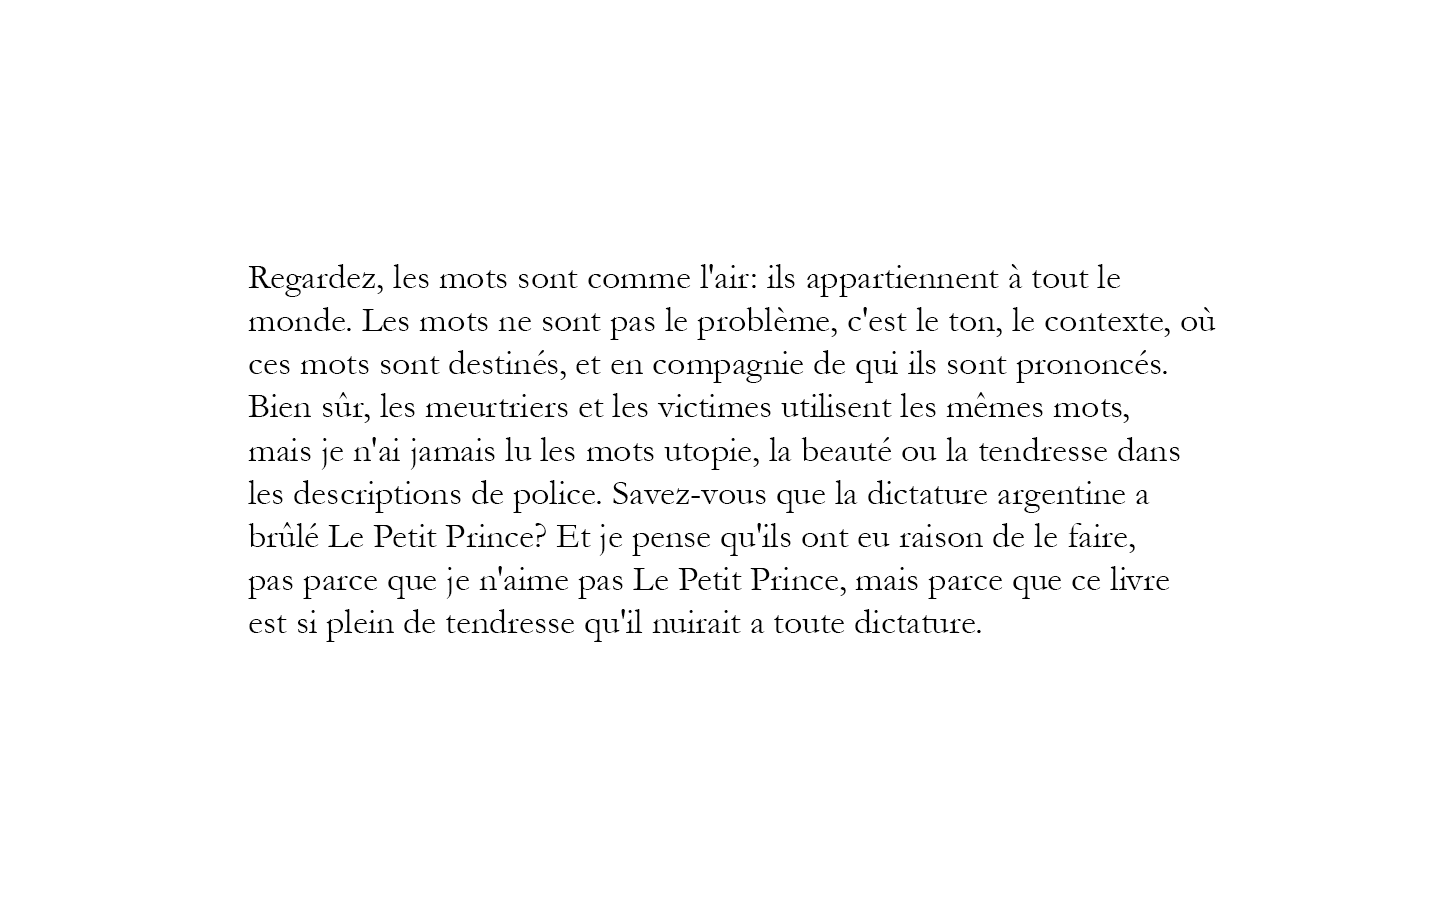 Regardez, les mots sont comme l'air: ils appartiennent à tout le
monde. Les mots ne sont pas le problème, c'est le ton, le contexte, où
ces mots sont destinés, et en compagnie de qui ils sont prononcés.
Bien sûr, les meurtriers et les victimes utilisent les mêmes mots,
mais je n'ai jamais lu les mots utopie, la beauté ou la tendresse dans
les descriptions de police. Savez-vous que la dictature argentine a
brûlé Le Petit Prince? Et je pense qu'ils ont eu raison de le faire,
pas parce que je n'aime pas Le Petit Prince, mais parce que ce livre
est si plein de tendresse qu'il nuirait a toute dictature.